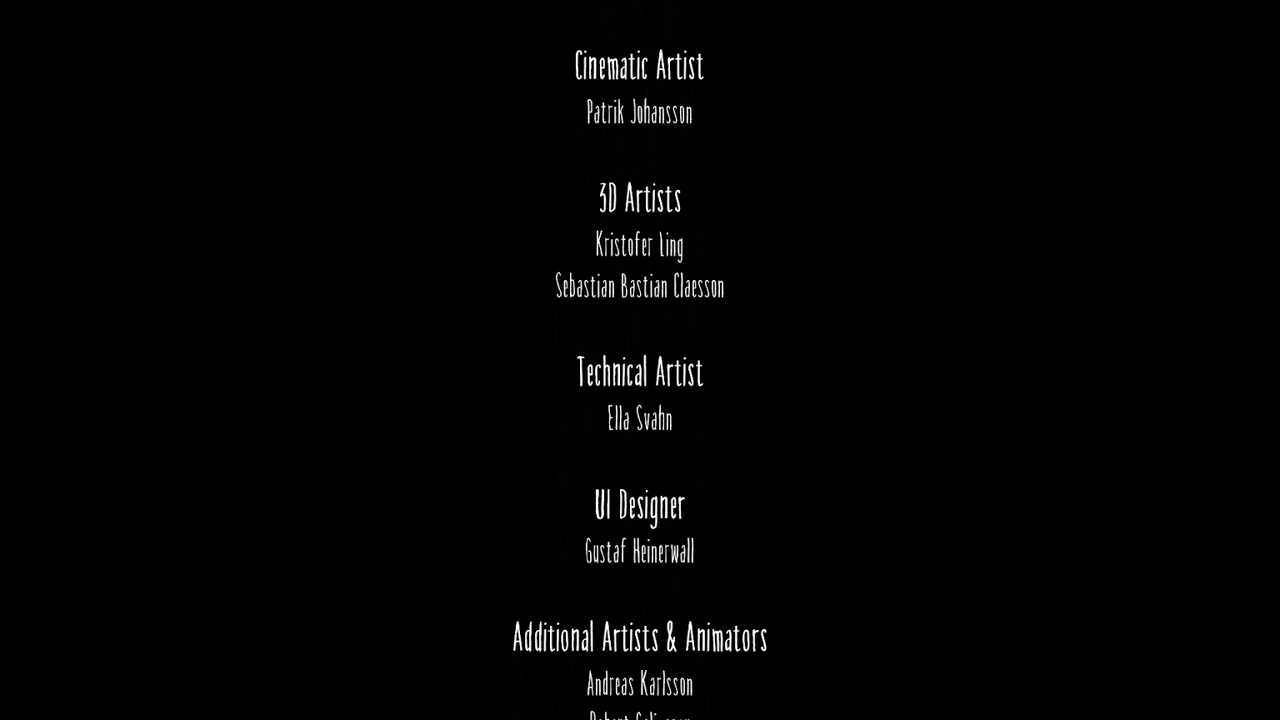 Cinematic Artist
Patrik Johansson
3D Artists
Kristofer Ling
Sebastian Bastian Claesson
Technical Artist
Ella Svahn
UI Designer
Gustaf Heinerwall
Additional Artists & Animators
Andreas Karlsson